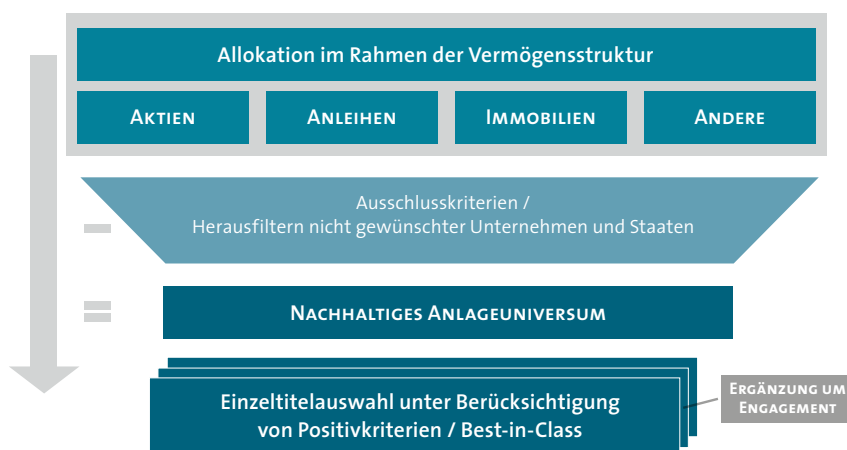 Allokation im Rahmen der Vermögensstruktur
AKTIEN
ANLEIHEN
IMMOBILIEN
ANDERE
Ausschlusskriterien /
Herausfiltern nicht gewünschter Unternehmen und Staaten
NACHHALTIGES ANLAGEUNIVERSUM
Einzeltitelauswahl unter Berücksichtigung
von Positivkriterien / Best-in-Class
ERGÄNZUNG UM
ENGAGEMENT